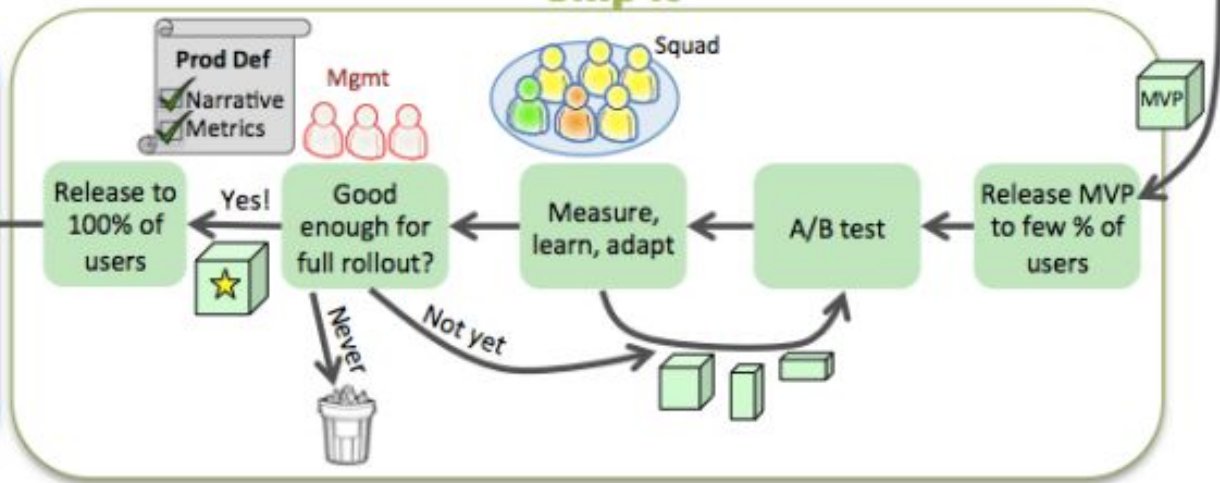 Prod Def
Narrative
Metrics
Mgmt
Squad
MVP
Release to
100% of
users
Yes!
Good
enough for
full rollout?
Measure,
learn, adapt
A/B test
Release MVP
to few % of
users
Never
Not yet